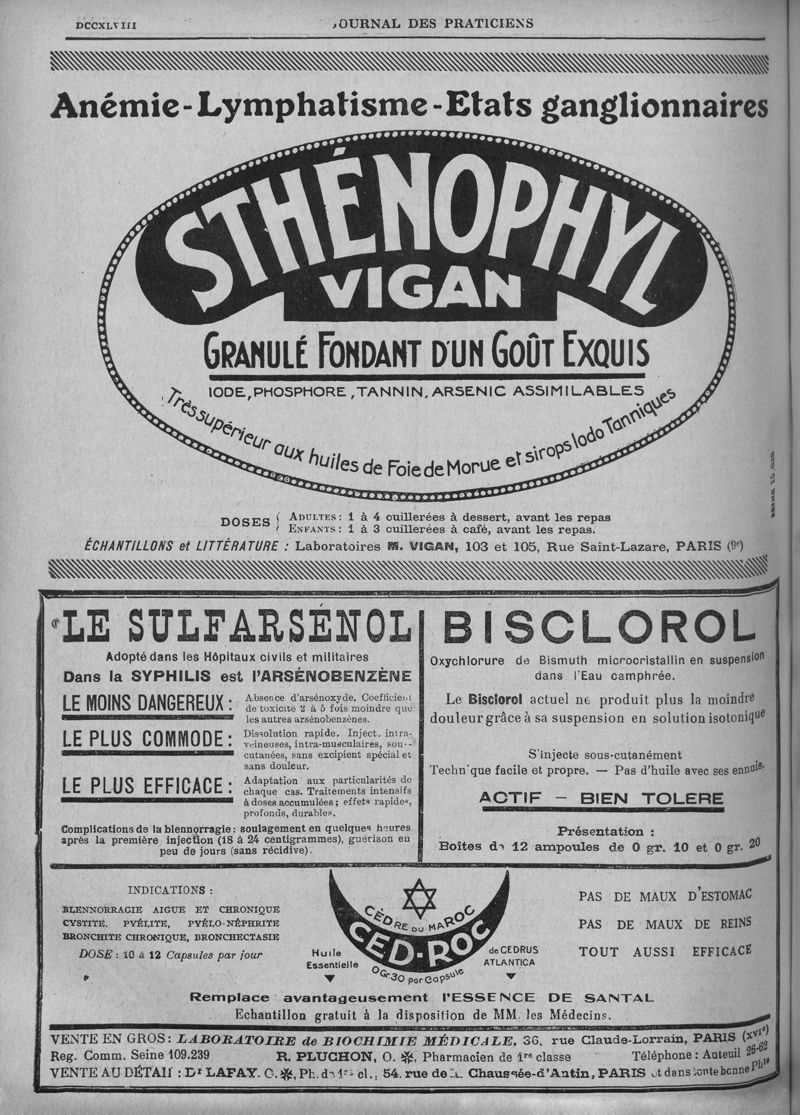 DCCXLVIII
JOURNAL DES PRATICIENS
Anémie-Lymphatisme-Etats ganglionnaires
STHÉNOPHYL
VIGAN
GRANULÉ FONDANT D'UN GOÛT EXQUIS
IODE, PHOSPHORE, TANNIN, ARSENIC ASSIMILABLES
Très supérieur aux huiles de Foie de Morue et sirops Iodo Tanniques
DOSES
ADULTES : 1 à 4 cuillerées à dessert, avant les repas
ENFANTS : 1 à 3 cuillerées à café, avant les repas.
ÉCHANTILLONS et LITTÉRATURE : Laboratoires M. VIGAN, 103 et 105, Rue Saint-Lazare, PARIS (9e)
LE SULFARSÉNOL
Adopté dans les Hôpitaux civils et militaires
Dans la SYPHILIS est l'ARSÉNOBENZÈNE
LE MOINS DANGEREUX :
Absence d'arsénoxyde. Coefficient
de toxicité 2 à 5 fois moindre que
les autres arsénobenzènes.
LE PLUS COMMODE :
Dissolution rapide. Inject. intra-
veineuses, intra-musculaires, sou--
cutanées, sans excipient spécial et
sans douleur.
LE PLUS EFFICACE :
Adaptation aux particularités de
chaque cas. Traitements intensifs
à doses accumulées ; effets rapides,
profonds, durables.
Complications de la blennorragie : soulagement en quelques heures
après la première injection (18 à 24 centigrammes), guérison en
peu de jours (sans récidive).
BISCLOROL
Oxychlorure de Bismuth microcristallin en suspension
dans l'Eau camphrée.
Le Bisclorol actuel ne produit plus la moindre
douleur grâce à sa suspension en solution isotonique
S'injecte sous-cutanément
Techn'que facile et propre. — Pas d'huile avec ses ennuis.
ACTIF – BIEN TOLERE
Présentation :
Boîtes de 12 ampoules de 0 gr. 10 et 0 gr. 20
INDICATIONS :
BLENNORRAGIE AIGUE ET CHRONIQUE
CYSTITE, PYÉLITE, PYÉLO-NÉPHRITE
BRONCHITE CHRONIQUE, BRONCHECTASIE
DOSE : 10 à 12 Capsules par jour
CÈDRE DU MAROC
CED-ROC
Huile
Essentielle
0 Gr. 30 par Capsule
de CEDRUS
ATLANTICA
PAS DE MAUX D'ESTOMAC
PAS DE MAUX DE REINS
TOUT AUSSI EFFICACE
Remplace avantageusement l'ESSENCE DE SANTAL
Echantillon gratuit à la disposition de MM. les Médecins.
VENTE EN GROS : LABORATOIRE de BIOCHIMIE MÉDICALE, 36, rue Claude-Lorrain, PARIS (XVIe)
Reg. Comm. Seine 109.239 R. PLUCHON, O. ✻, Pharmacien de 1re classe Téléphone : Auteuil 26-62
VENTE AU DÉTAIl : Dr LAFAY. O. ✻, Ph. de 1re cl., 54, rue de la Chaussée-d'Antin, PARIS et dans toute bonne Phie